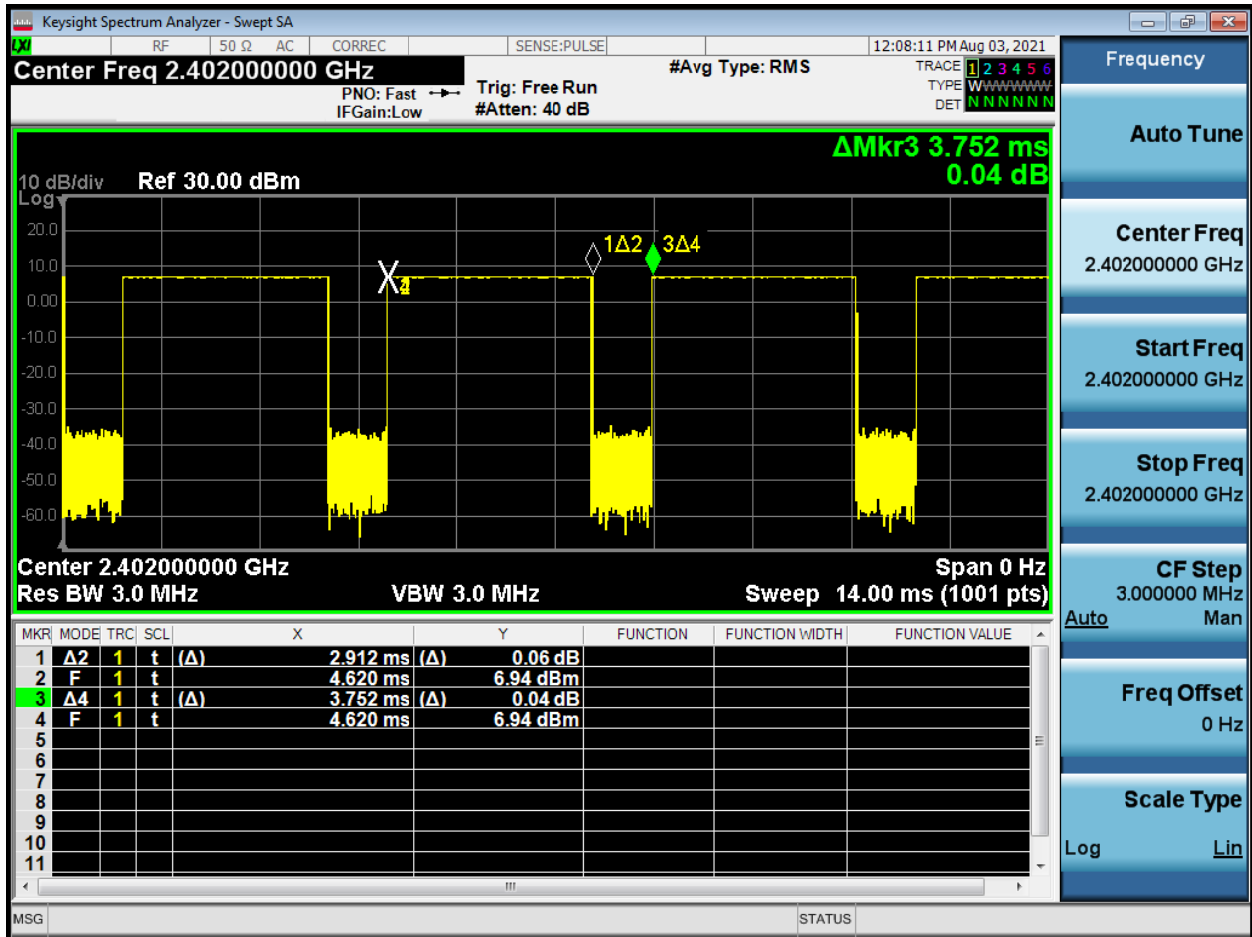 Keysight Spectrum Analyzer - Swept SA
LXI RF 50 Ω AC CORREC SENSE:PULSE 12:08:11 PM Aug 03, 2021
Center Freq 2.402000000 GHz
PNO: Fast
IFGain:Low
Trig: Free Run
#Atten: 40 dB
#Avg Type: RMS
TRACE 1 2 3 4 5 6
TYPE WWWWWW
DET N N N N N N
ΔMkr3 3.752 ms
0.04 dB
10 dB/div Ref 30.00 dBm
Log
20.0
10.0
0.00
-10.0
-20.0
-30.0
-40.0
-50.0
-60.0
1Δ2 3Δ4
Center 2.402000000 GHz Span 0 Hz
Res BW 3.0 MHz VBW 3.0 MHz Sweep 14.00 ms (1001 pts)
MKR MODE TRC SCL X Y FUNCTION FUNCTION WIDTH FUNCTION VALUE
1 Δ2 1 t (Δ) 2.912 ms (Δ) 0.06 dB
2 F 1 t 4.620 ms 6.94 dBm
3 Δ4 1 t (Δ) 3.752 ms (Δ) 0.04 dB
4 F 1 t 4.620 ms 6.94 dBm
5
6
7
8
9
10
11
MSG STATUS
Frequency
Auto Tune
Center Freq
2.402000000 GHz
Start Freq
2.402000000 GHz
Stop Freq
2.402000000 GHz
CF Step
3.000000 MHz
Auto Man
Freq Offset
0 Hz
Scale Type
Log Lin